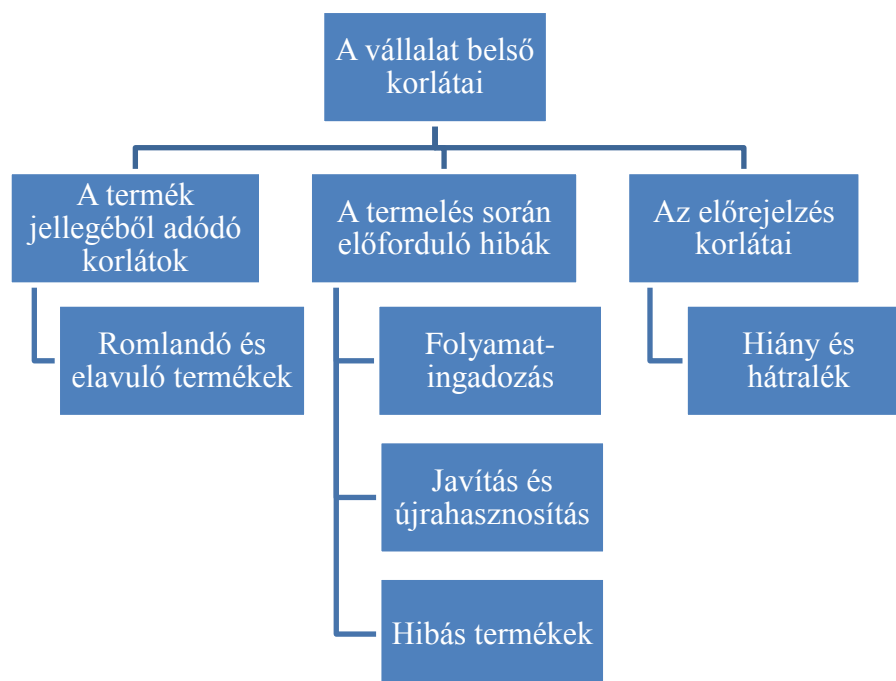 A vállalat belső
korlátai
A termék
jellegéből adódó
korlátok
Romlandó és
elavuló termékek
A termelés során
előforduló hibák
Folyamat-
ingadozás
Javítás és
újrahasznosítás
Hibás termékek
Az előrejelzés
korlátai
Hiány és
hátralék